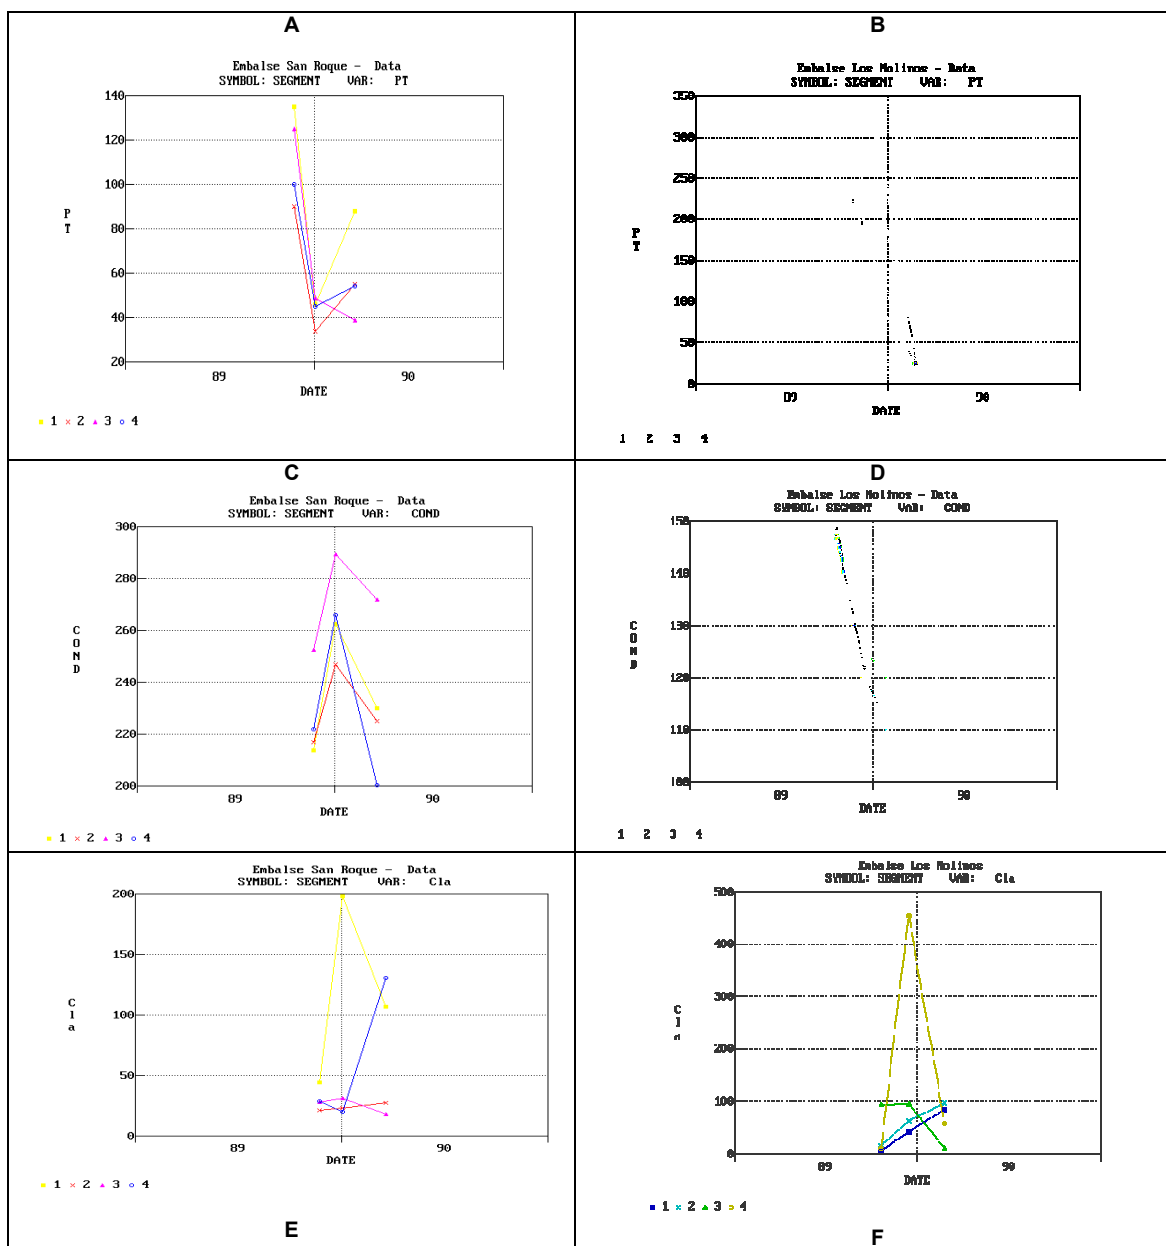 A
Embalse San Roque - Data
SYMBOL: SEGMENT VAR: PT
140
120
100
80
60
40
20
P
T
89 90
DATE
1 2 3 4
B
Embalse Los Molinos - Data
SYMBOL: SEGMENT VAR: PT
350
300
250
200
150
100
50
0
P
T
89 90
DATE
1 2 3 4
C
Embalse San Roque - Data
SYMBOL: SEGMENT VAR: COND
300
280
260
240
220
200
C
O
N
D
89 90
DATE
1 2 3 4
D
Embalse Los Molinos - Data
SYMBOL: SEGMENT VAR: COND
150
140
130
120
110
100
C
O
N
D
89 90
DATE
1 2 3 4
Embalse San Roque - Data
SYMBOL: SEGMENT VAR: Cla
200
150
100
50
0
C
l
a
89 90
DATE
1 2 3 4
E
Embalse Los Molinos
SYMBOL: SEGMENT VAR: Cla
500
400
300
200
100
0
C
l
a
89 90
DATE
1 2 3 4
F